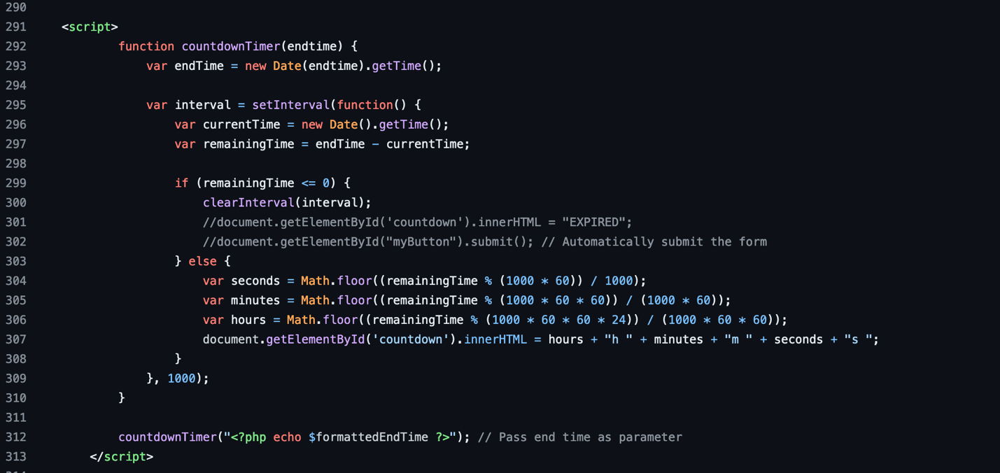 290
291 <script>
292 function countdownTimer(endtime) {
293 var endTime = new Date(endtime).getTime();
294
295 var interval = setInterval(function() {
296 var currentTime = new Date().getTime();
297 var remainingTime = endTime - currentTime;
298
299 if (remainingTime <= 0) {
300 clearInterval(interval);
301 //document.getElementById('countdown').innerHTML = "EXPIRED";
302 //document.getElementById("myButton").submit(); // Automatically submit the form
303 } else {
304 var seconds = Math.floor((remainingTime % (1000 * 60)) / 1000);
305 var minutes = Math.floor((remainingTime % (1000 * 60 * 60)) / (1000 * 60));
306 var hours = Math.floor((remainingTime % (1000 * 60 * 60 * 24)) / (1000 * 60 * 60));
307 document.getElementById('countdown').innerHTML = hours + "h " + minutes + "m " + seconds + "s ";
308 }
309 }, 1000);
310 }
311
312 countdownTimer("<?php echo $formattedEndTime ?>"); // Pass end time as parameter
313 </script>